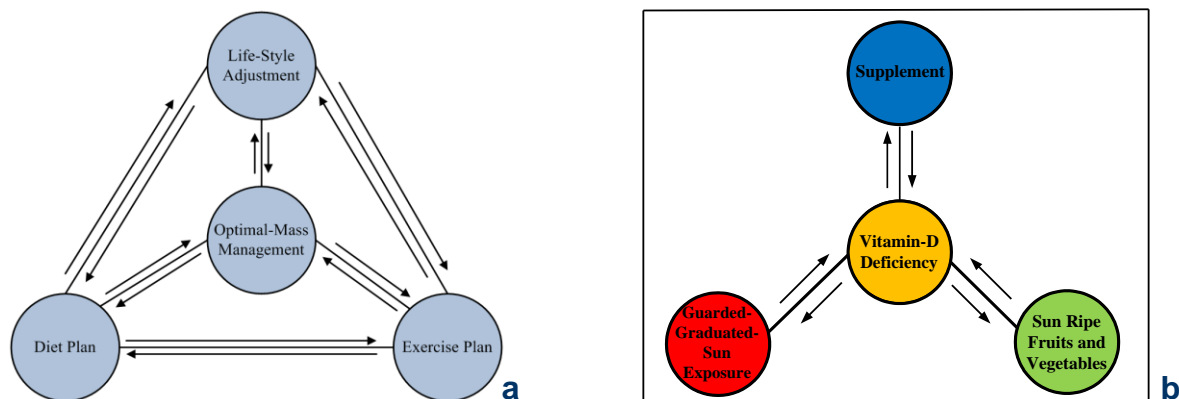 Life-Style
Adjustment
Optimal-Mass
Management
Diet Plan
Exercise Plan
a
Supplement
Vitamin-D
Deficiency
Guarded-
Graduated-
Sun
Exposure
Sun Ripe
Fruits and
Vegetables
b